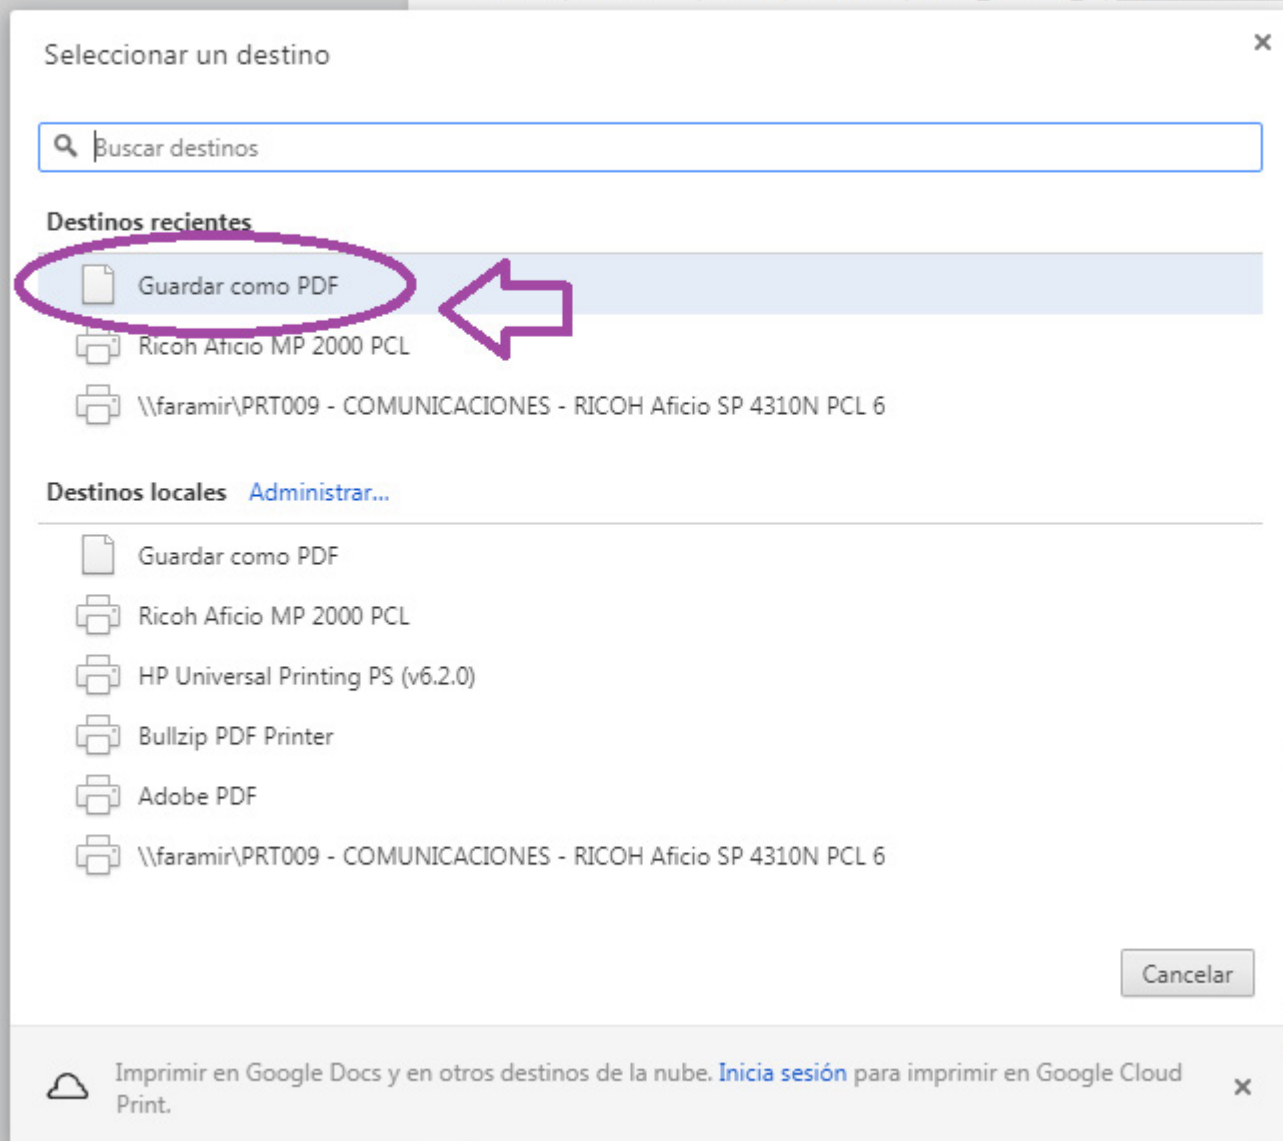 Seleccionar un destino
Buscar destinos
Destinos recientes
Guardar como PDF
Ricoh Aficio MP 2000 PCL
\\faramir\PRT009 - COMUNICACIONES - RICOH Aficio SP 4310N PCL 6
Destinos locales Administrar...
Guardar como PDF
Ricoh Aficio MP 2000 PCL
HP Universal Printing PS (v6.2.0)
Bullzip PDF Printer
Adobe PDF
\\faramir\PRT009 - COMUNICACIONES - RICOH Aficio SP 4310N PCL 6
Cancelar
Imprimir en Google Docs y en otros destinos de la nube. Inicia sesión para imprimir en Google Cloud
Print.